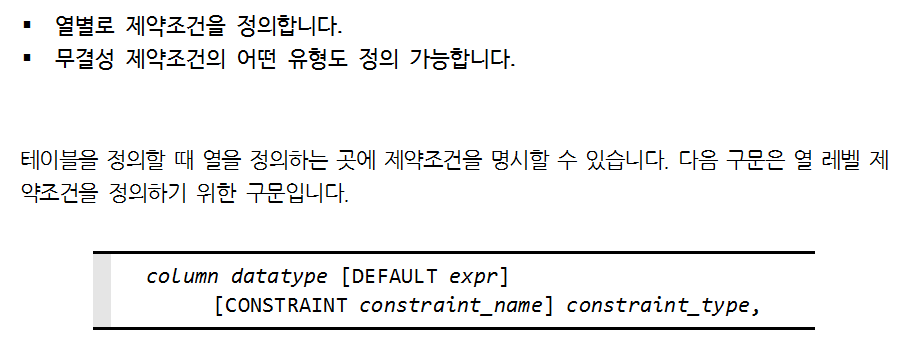 ▪ 열별로 제약조건을 정의합니다.
▪ 무결성 제약조건의 어떤 유형도 정의 가능합니다.
테이블을 정의할 때 열을 정의하는 곳에 제약조건을 명시할 수 있습니다. 다음 구문은 열 레벨 제
약조건을 정의하기 위한 구문입니다.
column datatype [DEFAULT expr]
[CONSTRAINT constraint_name] constraint_type,